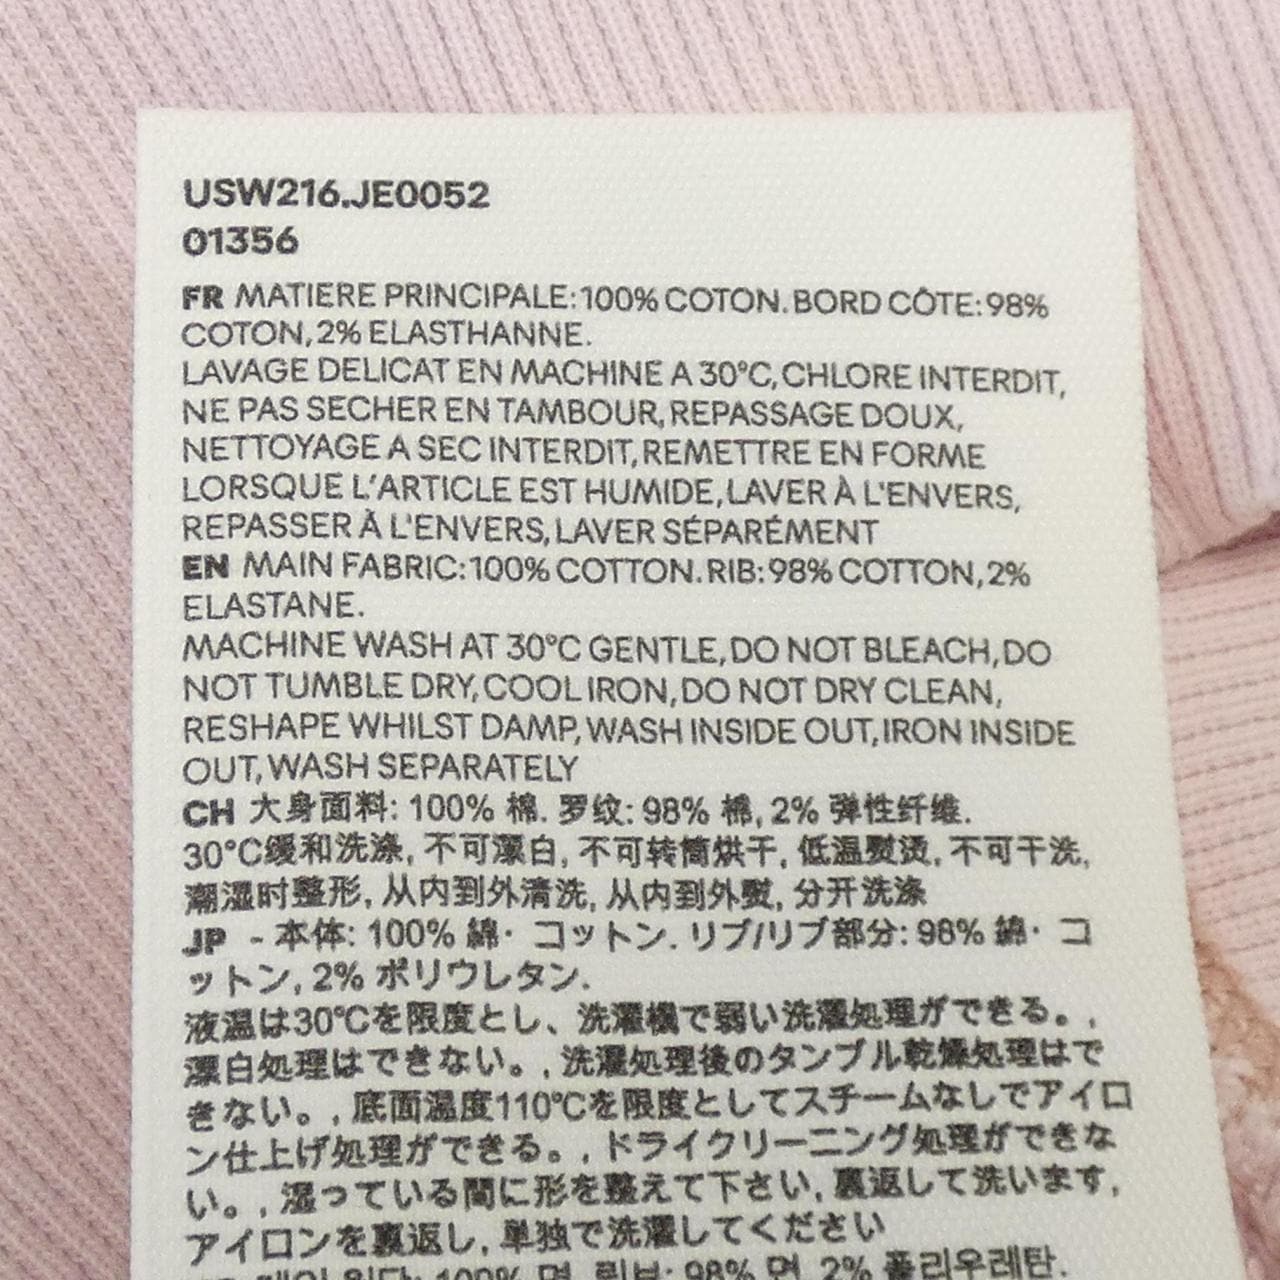 USW216.JE0052
01356
FR MATIERE PRINCIPALE:100% COTON. BORD CÔTE:98%
COTON, 2% ELASTHANNE.
LAVAGE DELICAT EN MACHINE A 30°C, CHLORE INTERDIT,
NE PAS SECHER EN TAMBOUR, REPASSAGE DOUX,
NETTOYAGE A SEC INTERDIT, REMETTRE EN FORME
LORSQUE L'ARTICLE EST HUMIDE, LAVER À L'ENVERS,
REPASSER À L'ENVERS, LAVER SÉPARÉMENT
EN MAIN FABRIC:100% COTTON. RIB:98% COTTON, 2%
ELASTANE.
MACHINE WASH AT 30°C GENTLE, DO NOT BLEACH, DO
NOT TUMBLE DRY, COOL IRON, DO NOT DRY CLEAN,
RESHAPE WHILST DAMP, WASH INSIDE OUT, IRON INSIDE
OUT, WASH SEPARATELY
CH 大身面料: 100% 棉. 罗纹: 98% 棉, 2% 弹性纤维.
30°C缓和洗涤, 不可漂白, 不可转筒烘干, 低温熨烫, 不可干洗,
潮湿时整形, 从内到外清洗, 从内到外熨, 分开洗涤
JP - 本体: 100% 綿・コットン. リブ/リブ部分: 98% 綿・コ
ットン, 2% ポリウレタン.
液温は30℃を限度とし、洗濯機で弱い洗濯処理ができる。,
漂白処理はできない。, 洗濯処理後のタンブル乾燥処理はで
きない。, 底面温度110℃を限度としてスチームなしでアイロ
ン仕上げ処理ができる。, ドライクリーニング処理ができな
い。, 湿っている間に形を整えて下さい, 裏返して洗います,
アイロンを裏返し, 単独で洗濯してください
100% 면, 립브: 98% 면, 2% 폴리우레탄.